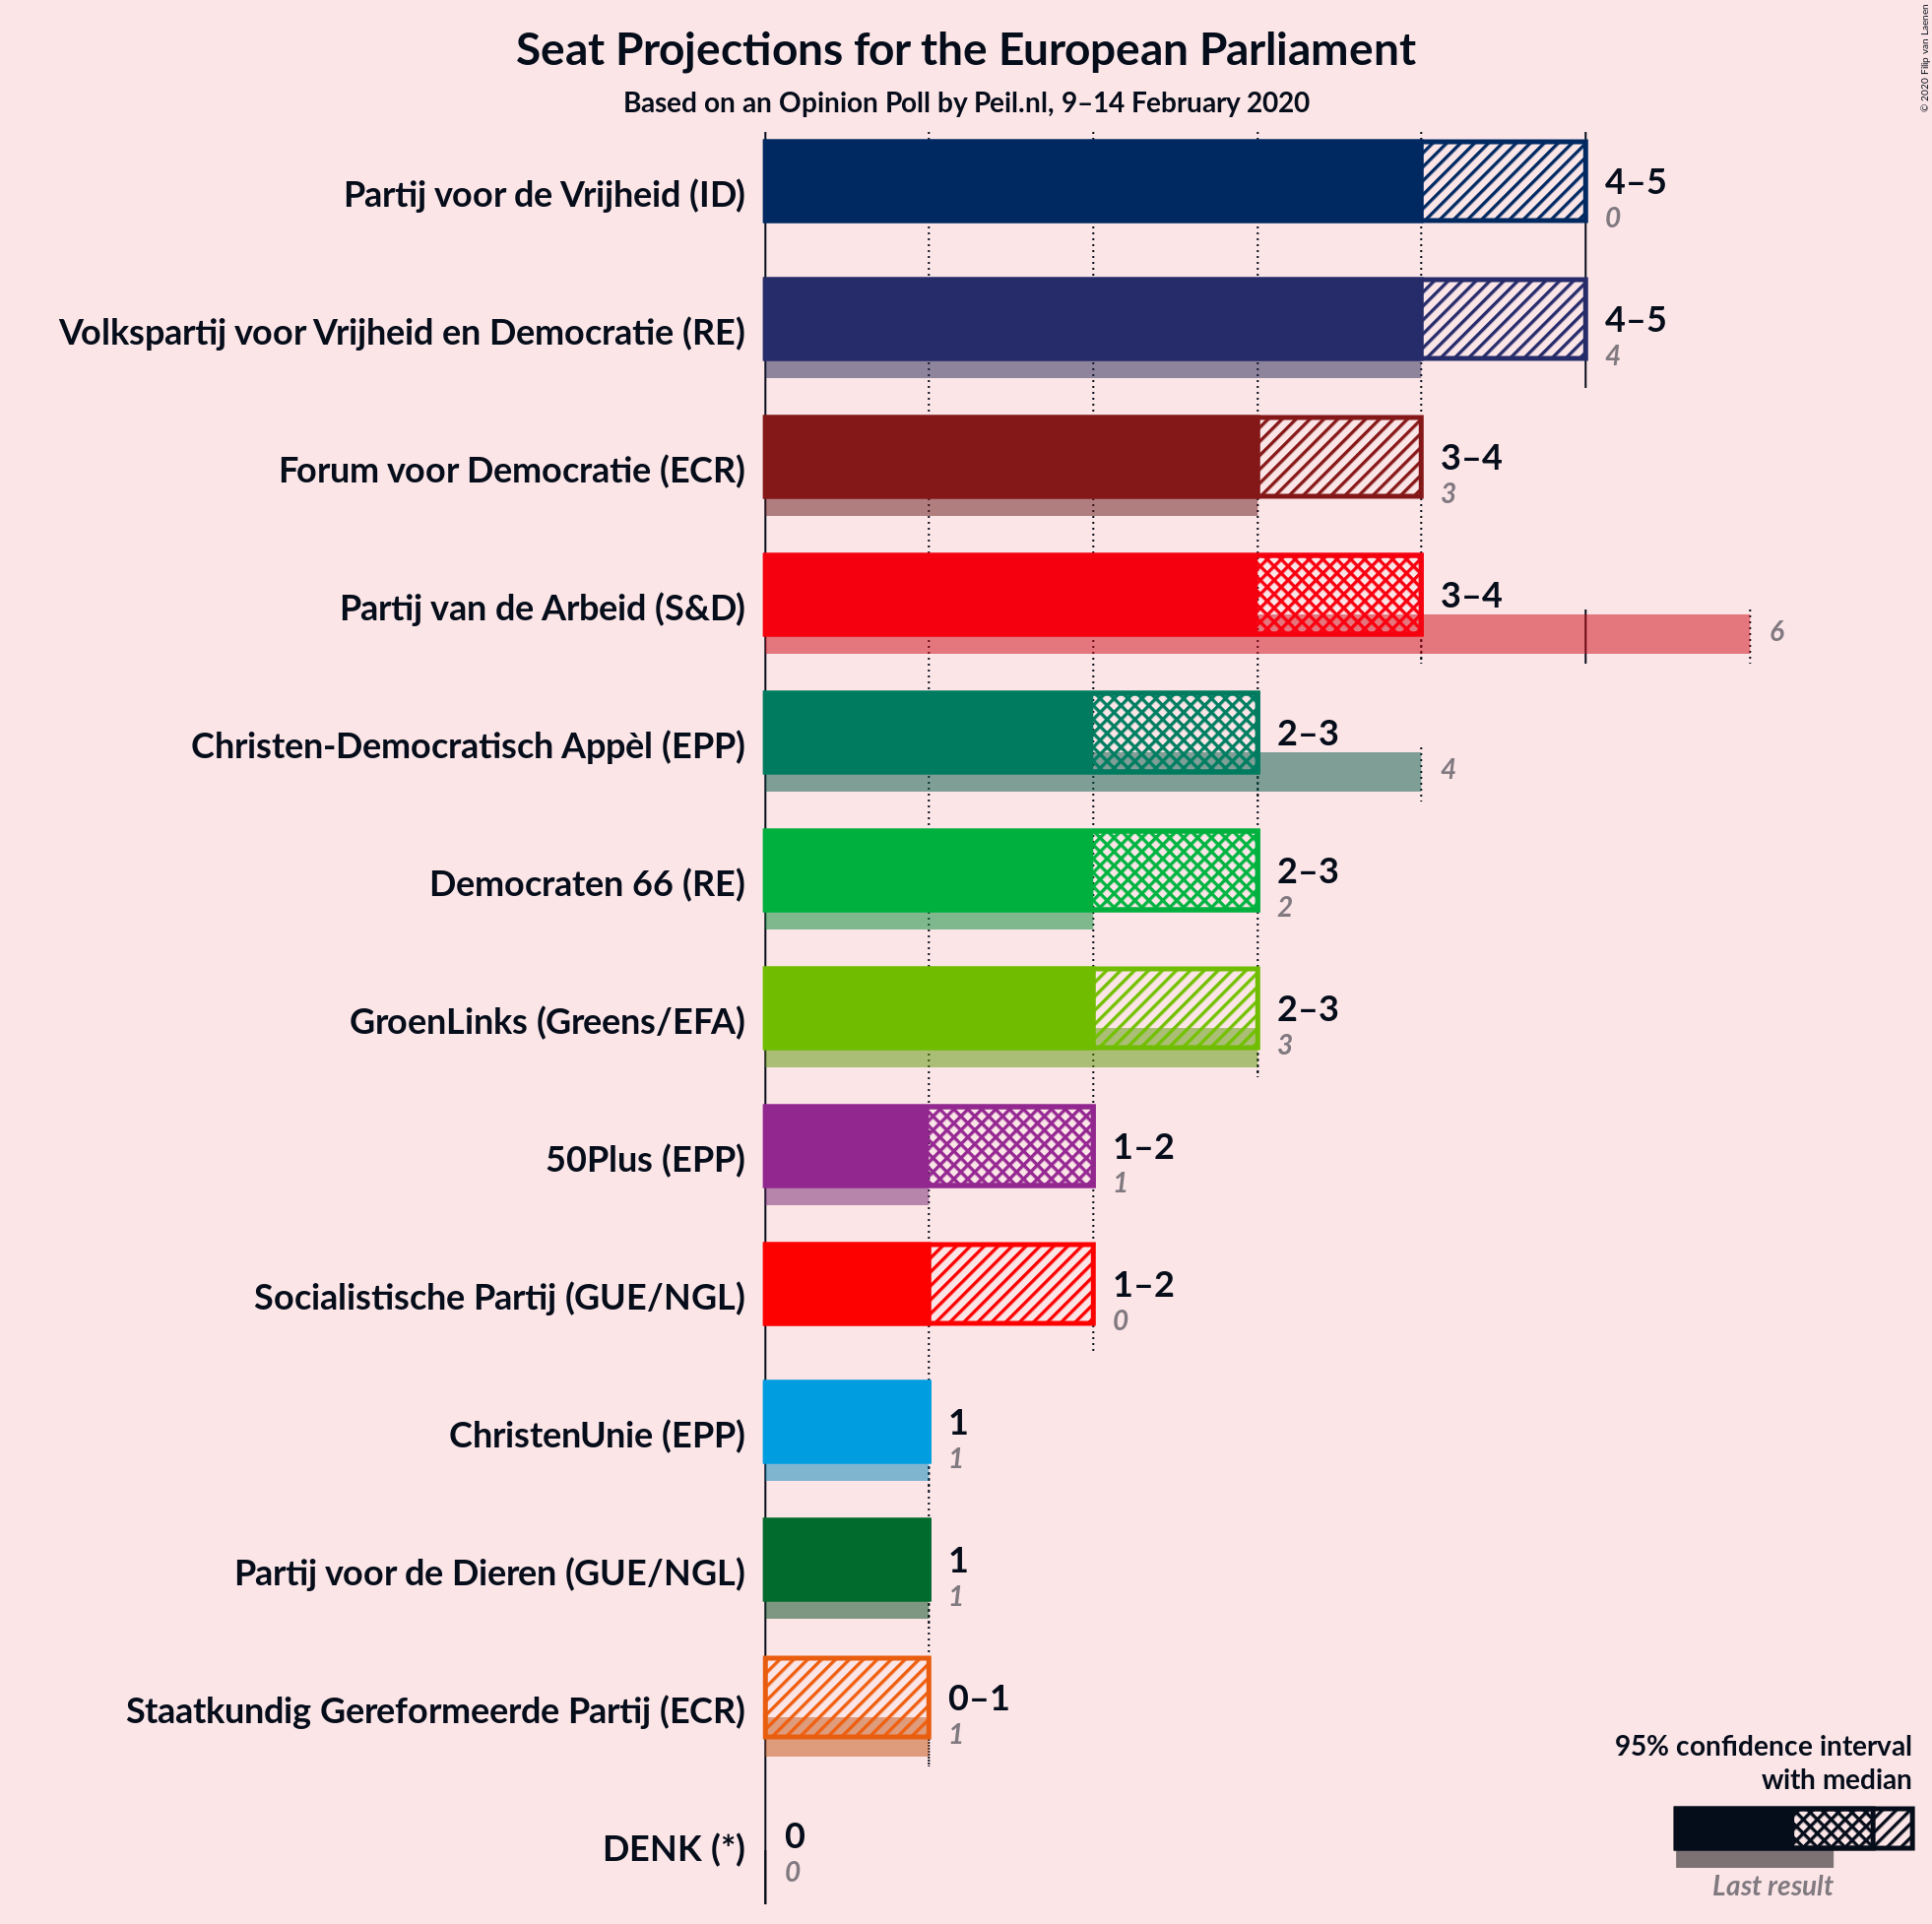 Seat Projections for the European Parliament
Based on an Opinion Poll by Peil.nl, 9–14 February 2020
© 2020 Filip van Laenen
Partij voor de Vrijheid (ID)
4–5
0
Volkspartij voor Vrijheid en Democratie (RE)
4–5
4
Forum voor Democratie (ECR)
3–4
3
Partij van de Arbeid (S&D)
3–4
6
Christen-Democratisch Appèl (EPP)
2–3
4
Democraten 66 (RE)
2–3
2
GroenLinks (Greens/EFA)
2–3
3
50Plus (EPP)
1–2
1
Socialistische Partij (GUE/NGL)
1–2
0
ChristenUnie (EPP)
1
1
Partij voor de Dieren (GUE/NGL)
1
1
Staatkundig Gereformeerde Partij (ECR)
0–1
1
DENK (*)
0
0
95% confidence interval
with median
Last result